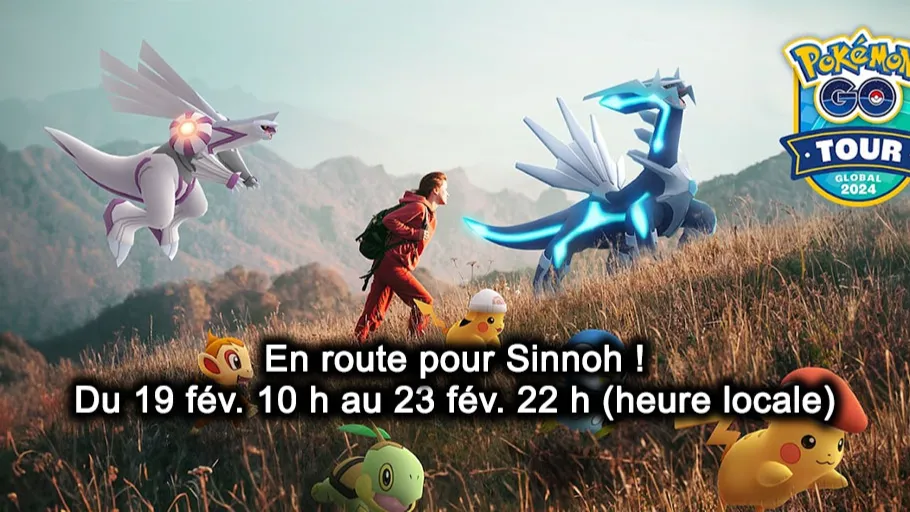 POKÉMON
GO
TOUR
GLOBAL
2024
En route pour Sinnoh !
Du 19 fév. 10 h au 23 fév. 22 h (heure locale)